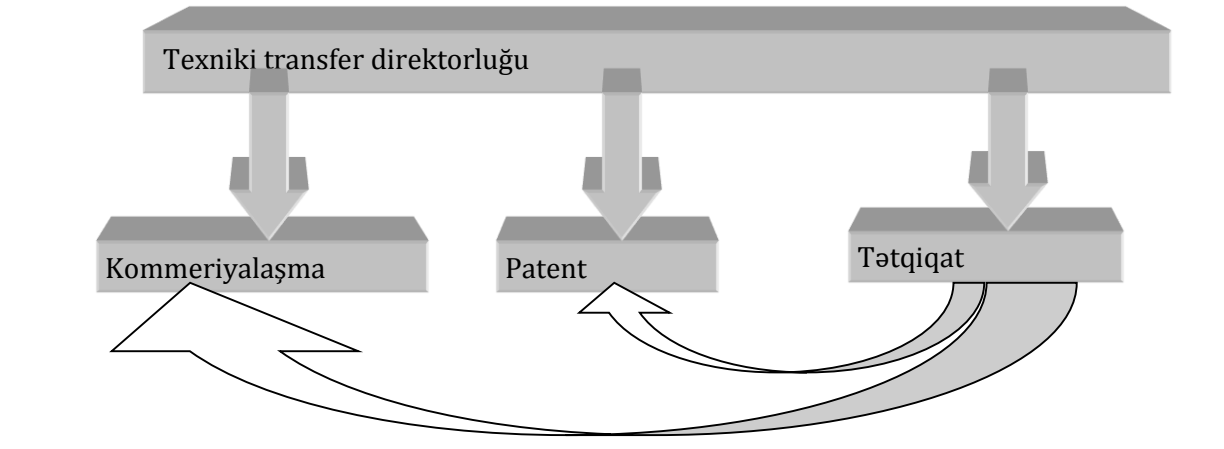 Texniki transfer direktorluğu
Kommeriyalaşma
Patent
Tətqiqat